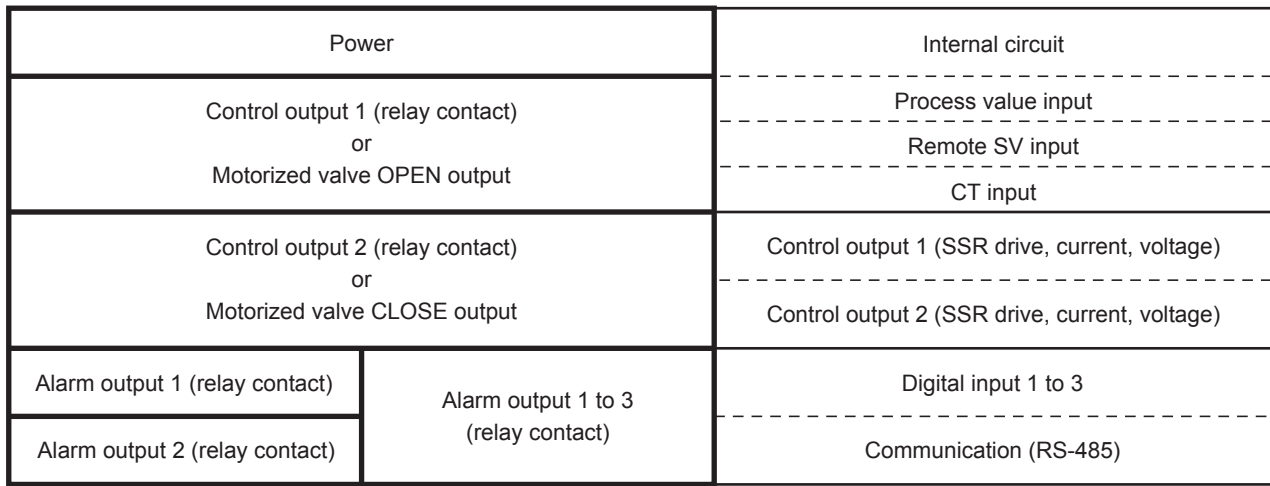 Power
Control output 1 (relay contact)
or
Motorized valve OPEN output
Control output 2 (relay contact)
or
Motorized valve CLOSE output
Alarm output 1 (relay contact)
Alarm output 2 (relay contact)
Alarm output 1 to 3
(relay contact)
Internal circuit
Process value input
Remote SV input
CT input
Control output 1 (SSR drive, current, voltage)
Control output 2 (SSR drive, current, voltage)
Digital input 1 to 3
Communication (RS-485)